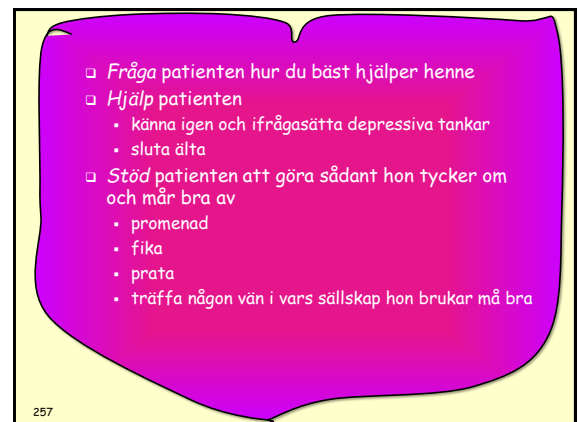 Fråga patienten hur du bäst hjälper henne
Hjälp patienten
känna igen och ifrågasätta depressiva tankar
sluta älta
Stöd patienten att göra sådant hon tycker om
och mår bra av
promenad
fika
prata
träffa någon vän i vars sällskap hon brukar må bra
257